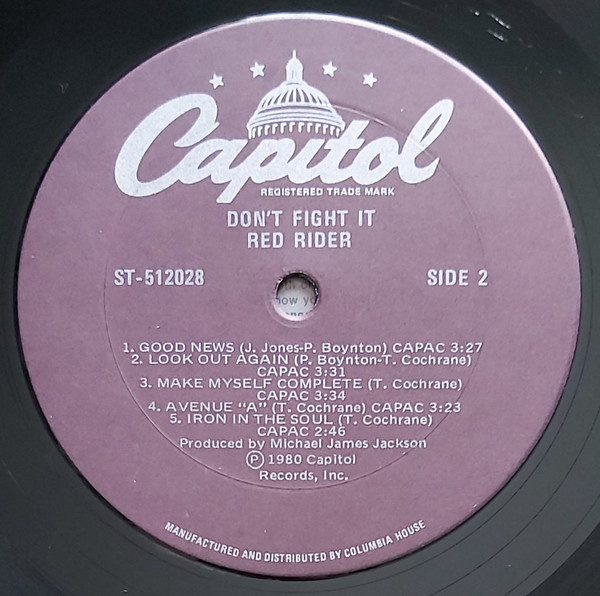 Capitol
REGISTERED TRADE MARK
DON'T FIGHT IT
RED RIDER
ST-512028
SIDE 2
1. GOOD NEWS (J. Jones-P. Boynton) CAPAC 3:27
2. LOOK OUT AGAIN (P. Boynton-T. Cochrane)
CAPAC 3:31
3. MAKE MYSELF COMPLETE (T. Cochrane)
CAPAC 3:34
4. AVENUE "A" (T. Cochrane) CAPAC 3:23
5. IRON IN THE SOUL (T. Cochrane)
CAPAC 2:46
Produced by Michael James Jackson
Ⓟ 1980 Capitol
Records, Inc.
MANUFACTURED AND DISTRIBUTED BY COLUMBIA HOUSE